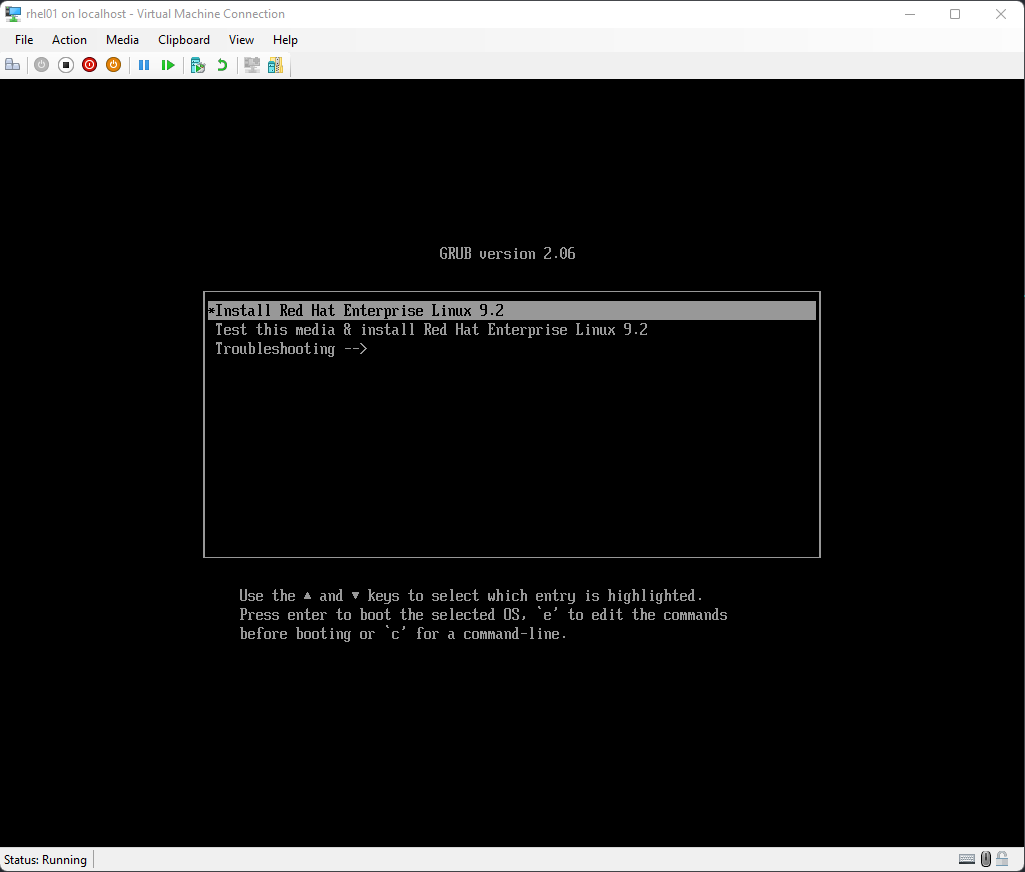 rhel01 on localhost - Virtual Machine Connection
File Action Media Clipboard View Help
GRUB version 2.06
*Install Red Hat Enterprise Linux 9.2
Test this media & install Red Hat Enterprise Linux 9.2
Troubleshooting -->
Use the ▲ and ▼ keys to select which entry is highlighted.
Press enter to boot the selected OS, `e' to edit the commands
before booting or `c' for a command-line.
Status: Running